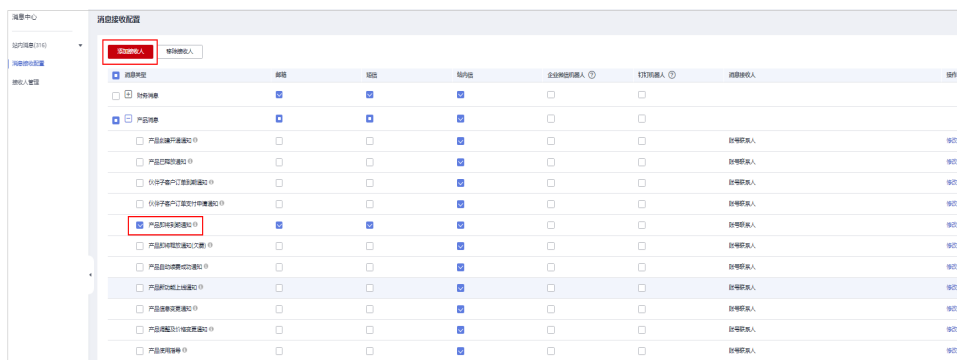 消息中心
消息接收配置
站内消息(316)
消息接收配置
接收人管理
添加接收人
移除接收人
消息类型 邮箱 短信 站内信 企业微信机器人 钉钉机器人 消息接收人 操作
财务消息
产品消息
产品创建开通通知 账号联系人 修改
产品已释放通知 账号联系人 修改
伙伴子客户订单到期通知 账号联系人 修改
伙伴子客户订单支付申请通知 账号联系人 修改
产品即将到期通知 账号联系人 修改
产品即将释放通知(欠费) 账号联系人 修改
产品自动续费成功通知 账号联系人 修改
产品新功能上线通知 账号联系人 修改
产品信息变更通知 账号联系人 修改
产品调整及价格变更通知 账号联系人 修改
产品使用指导 账号联系人 修改